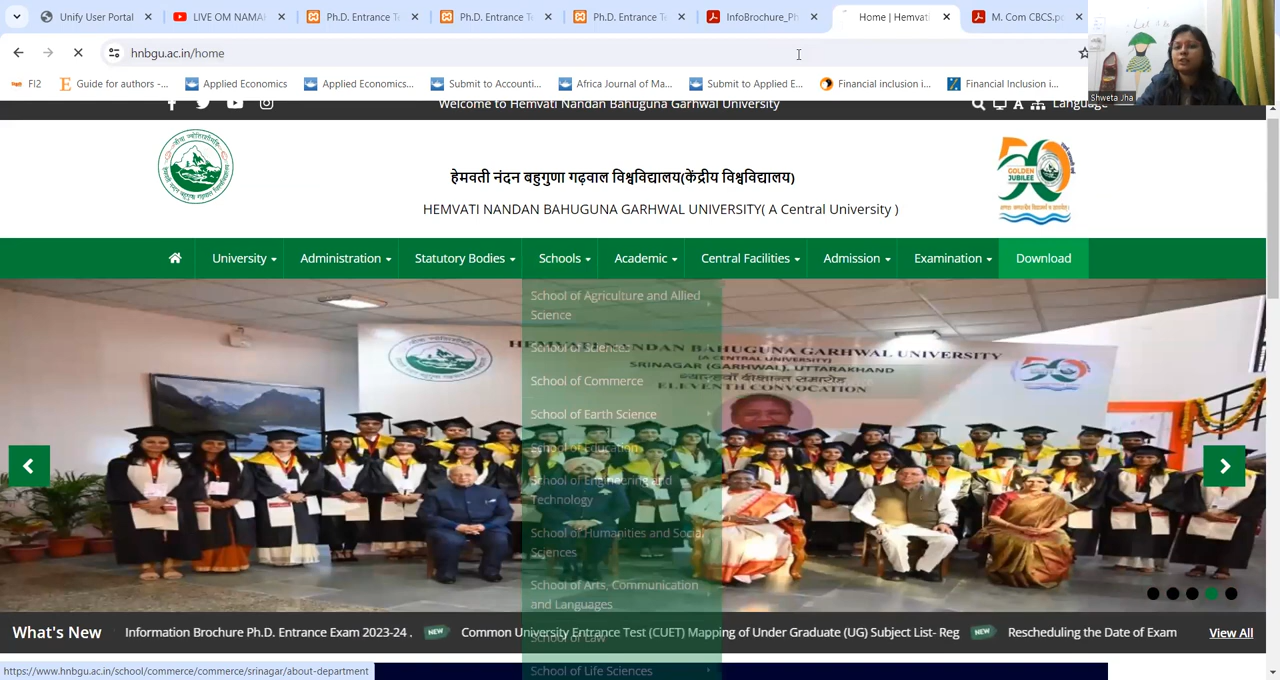 Unify User Portal
LIVE OM NAMA
Ph.D. Entrance Te
Ph.D. Entrance Te
Ph.D. Entrance Te
InfoBrochure_Ph
Home | Hemvati
M. Com CBCS.pd
hnbgu.ac.in/home
FI2
Guide for authors -...
Applied Economics
Applied Economics...
Submit to Accounti...
Africa Journal of Ma...
Submit to Applied E...
Financial inclusion i...
Financial Inclusion i...
Shweta Jha
Welcome to Hemvati Nandan Bahuguna Garhwal University
A
Language
हेमवती नंदन बहुगुणा गढ़वाल विश्वविद्यालय(केंद्रीय विश्वविद्यालय)
HEMVATI NANDAN BAHUGUNA GARHWAL UNIVERSITY( A Central University )
50
GOLDEN
JUBILEE
University
Administration
Statutory Bodies
Schools
Academic
Central Facilities
Admission
Examination
Download
School of Agriculture and Allied
Science
School of Sciences
School of Commerce
School of Earth Science
School of Education
School of Engineering and
Technology
School of Humanities and Social
Sciences
School of Arts, Communication
and Languages
School of Law
School of Life Sciences
HEMVATI NANDAN BAHUGUNA GARHWAL UNIVERSITY
(A CENTRAL UNIVERSITY)
SRINAGAR (GARHWAL), UTTARAKHAND
ग्यारहवाँ दीक्षान्त समारोह
ELEVENTH CONVOCATION
What's New
Information Brochure Ph.D. Entrance Exam 2023-24 .
NEW
Common University Entrance Test (CUET) Mapping of Under Graduate (UG) Subject List- Reg
NEW
Rescheduling the Date of Exam
View All
https://www.hnbgu.ac.in/school/commerce/commerce/srinagar/about-department